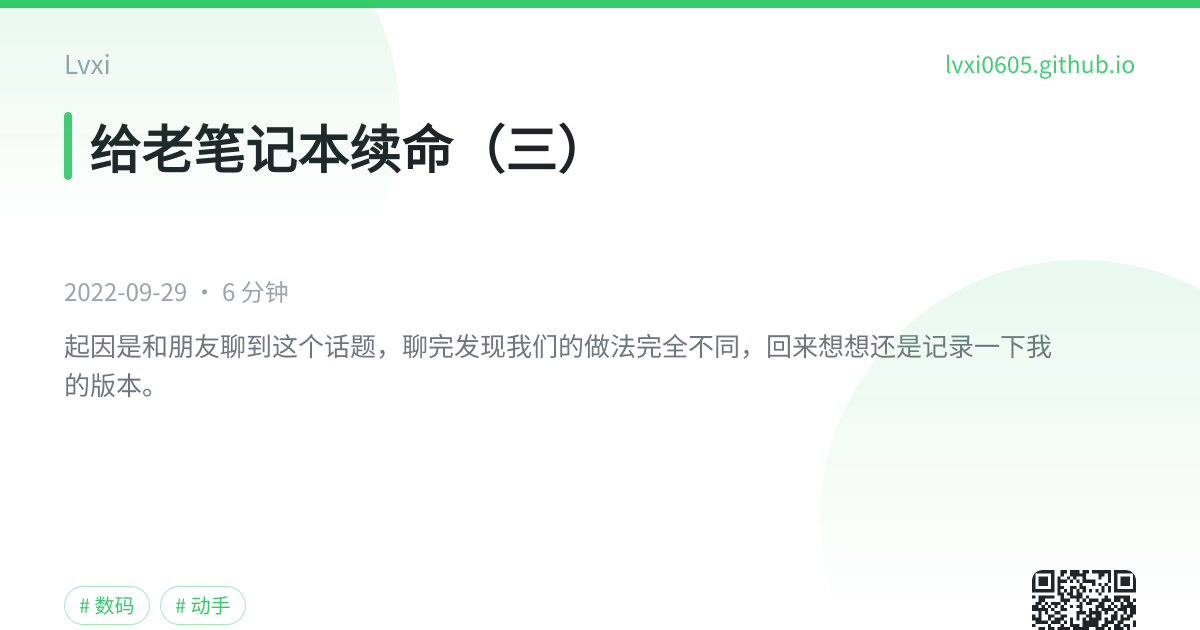 Lvxi
lvxi0605.github.io
给老笔记本续命（三）
2022-09-29 · 6 分钟
起因是和朋友聊到这个话题，聊完发现我们的做法完全不同，回来想想还是记录一下我
的版本。
# 数码
# 动手